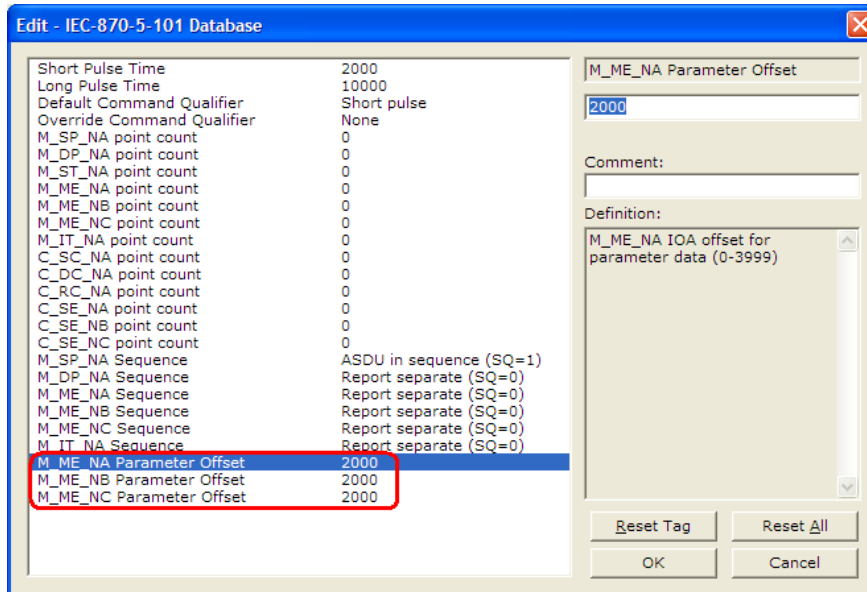 Edit - IEC-870-5-101 Database
Short Pulse Time 2000
Long Pulse Time 10000
Default Command Qualifier Short pulse
Override Command Qualifier None
M_SP_NA point count 0
M_DP_NA point count 0
M_ST_NA point count 0
M_ME_NA point count 0
M_ME_NB point count 0
M_ME_NC point count 0
M_IT_NA point count 0
C_SC_NA point count 0
C_DC_NA point count 0
C_RC_NA point count 0
C_SE_NA point count 0
C_SE_NB point count 0
C_SE_NC point count 0
M_SP_NA Sequence ASDU in sequence (SQ=1)
M_DP_NA Sequence Report separate (SQ=0)
M_ME_NA Sequence Report separate (SQ=0)
M_ME_NB Sequence Report separate (SQ=0)
M_ME_NC Sequence Report separate (SQ=0)
M_IT_NA Sequence Report separate (SQ=0)
M_ME_NA Parameter Offset 2000
M_ME_NB Parameter Offset 2000
M_ME_NC Parameter Offset 2000
M_ME_NA Parameter Offset
2000
Comment:
Definition:
M_ME_NA IOA offset for
parameter data (0-3999)
Reset Tag Reset All
OK Cancel